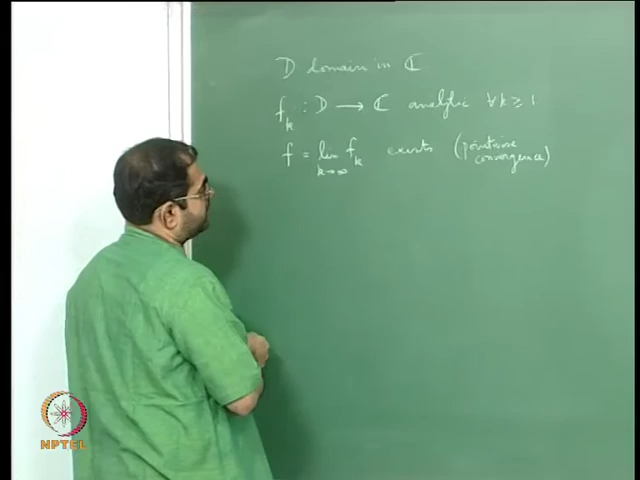 D domain in ℂ
f_k : D → ℂ analytic ∀ k ≥ 1
f = lim_{k→∞} f_k exists (pointwise convergence)
NPTEL